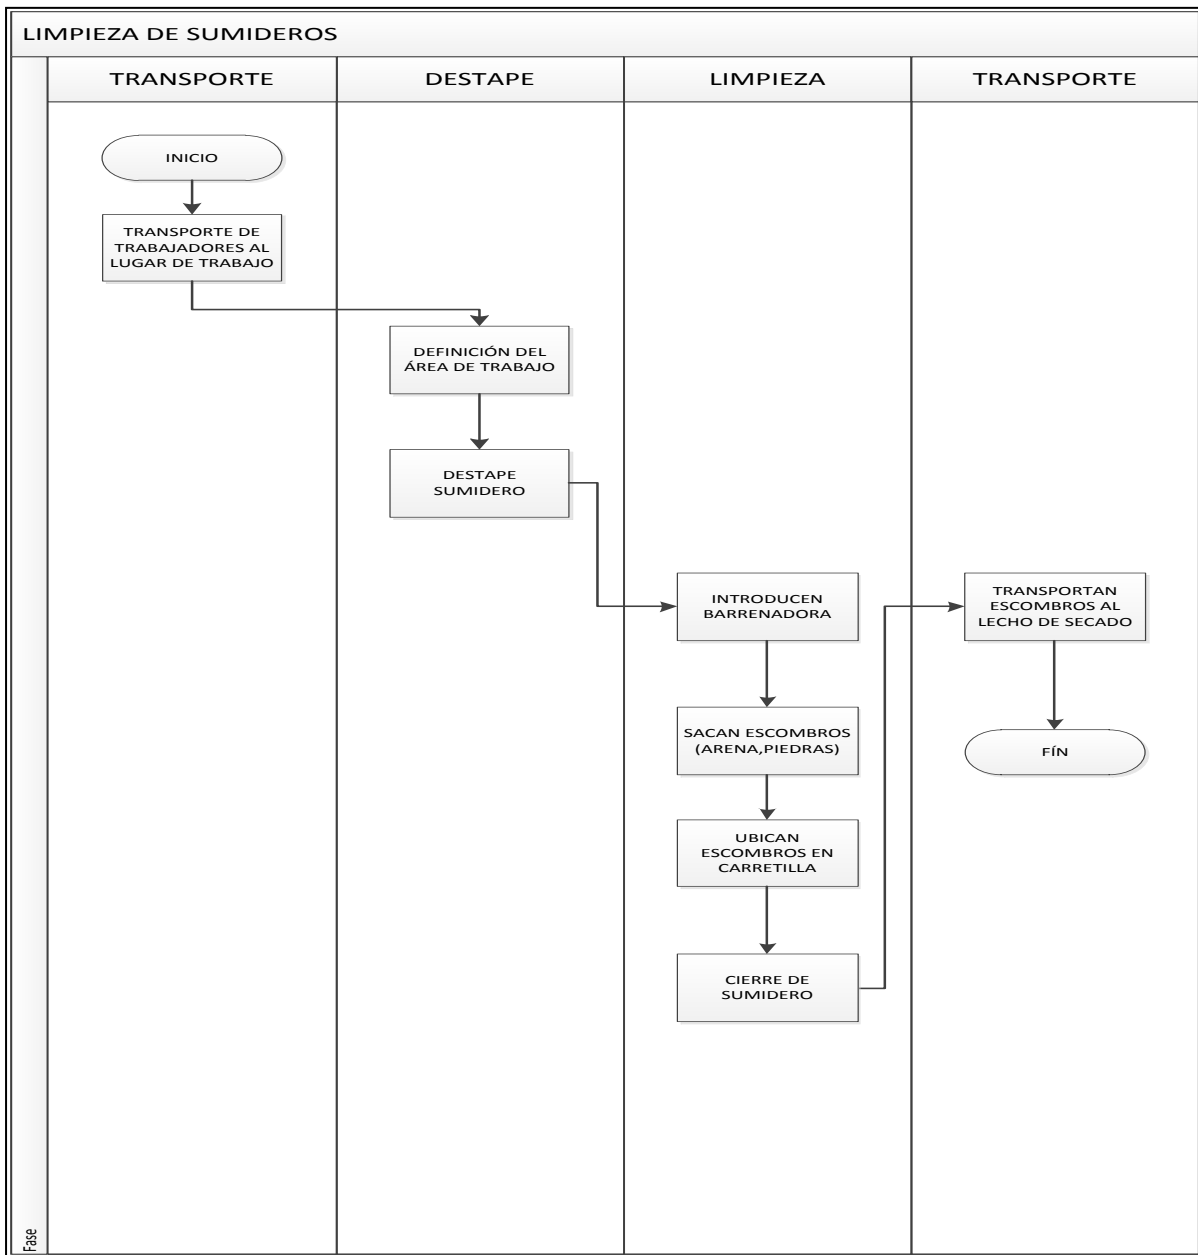 LIMPIEZA DE SUMIDEROS
TRANSPORTE
DESTAPE
LIMPIEZA
TRANSPORTE
INICIO
TRANSPORTE DE
TRABAJADORES AL
LUGAR DE TRABAJO
DEFINICIÓN DEL
ÁREA DE TRABAJO
DESTAPE
SUMIDERO
INTRODUCEN
BARRENADORA
SACAN ESCOMBROS
(ARENA,PIEDRAS)
UBICAN
ESCOMBROS EN
CARRETILLA
CIERRE DE
SUMIDERO
TRANSPORTAN
ESCOMBROS AL
LECHO DE SECADO
FÍN
Fase